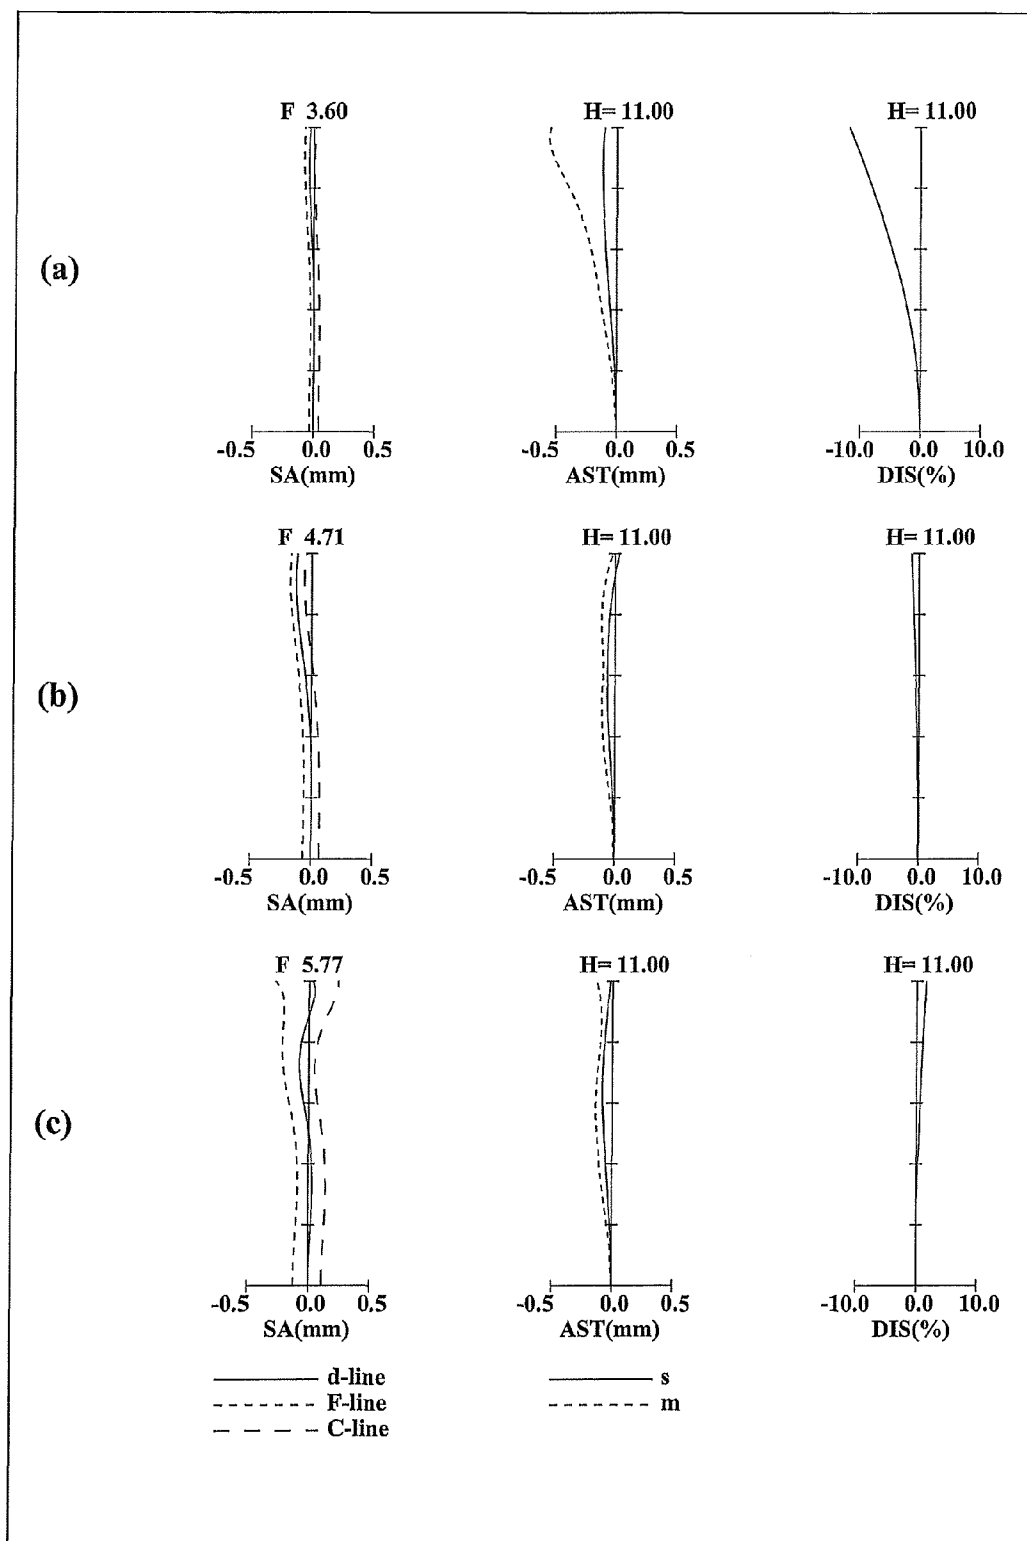 F 3.60 H= 11.00 H= 11.00
(a)
-0.5 0.0 0.5 -0.5 0.0 0.5 -10.0 0.0 10.0
SA(mm) AST(mm) DIS(%)
F 4.71 H= 11.00 H= 11.00
(b)
-0.5 0.0 0.5 -0.5 0.0 0.5 -10.0 0.0 10.0
SA(mm) AST(mm) DIS(%)
F 5.77 H= 11.00 H= 11.00
(c)
-0.5 0.0 0.5 -0.5 0.0 0.5 -10.0 0.0 10.0
SA(mm) AST(mm) DIS(%)
d-line s
F-line m
C-line